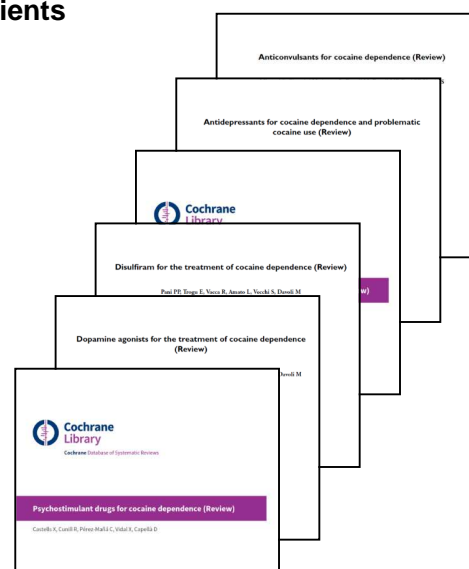 ients
Anticonvulsants for cocaine dependence (Review)
s
Antidepressants for cocaine dependence and problematic
cocaine use (Review)
Cochrane
Library
w)
Disulfiram for the treatment of cocaine dependence (Review)
Pani PP, Trogu E, Vacca R, Amato L, Vecchi S, Davoli M
Dopamine agonists for the treatment of cocaine dependence
(Review)
Davoli M
Cochrane
Library
Cochrane Database of Systematic Reviews
Psychostimulant drugs for cocaine dependence (Review)
Castells X, Cunill R, Pérez-Mañá C, Vidal X, Capellà D